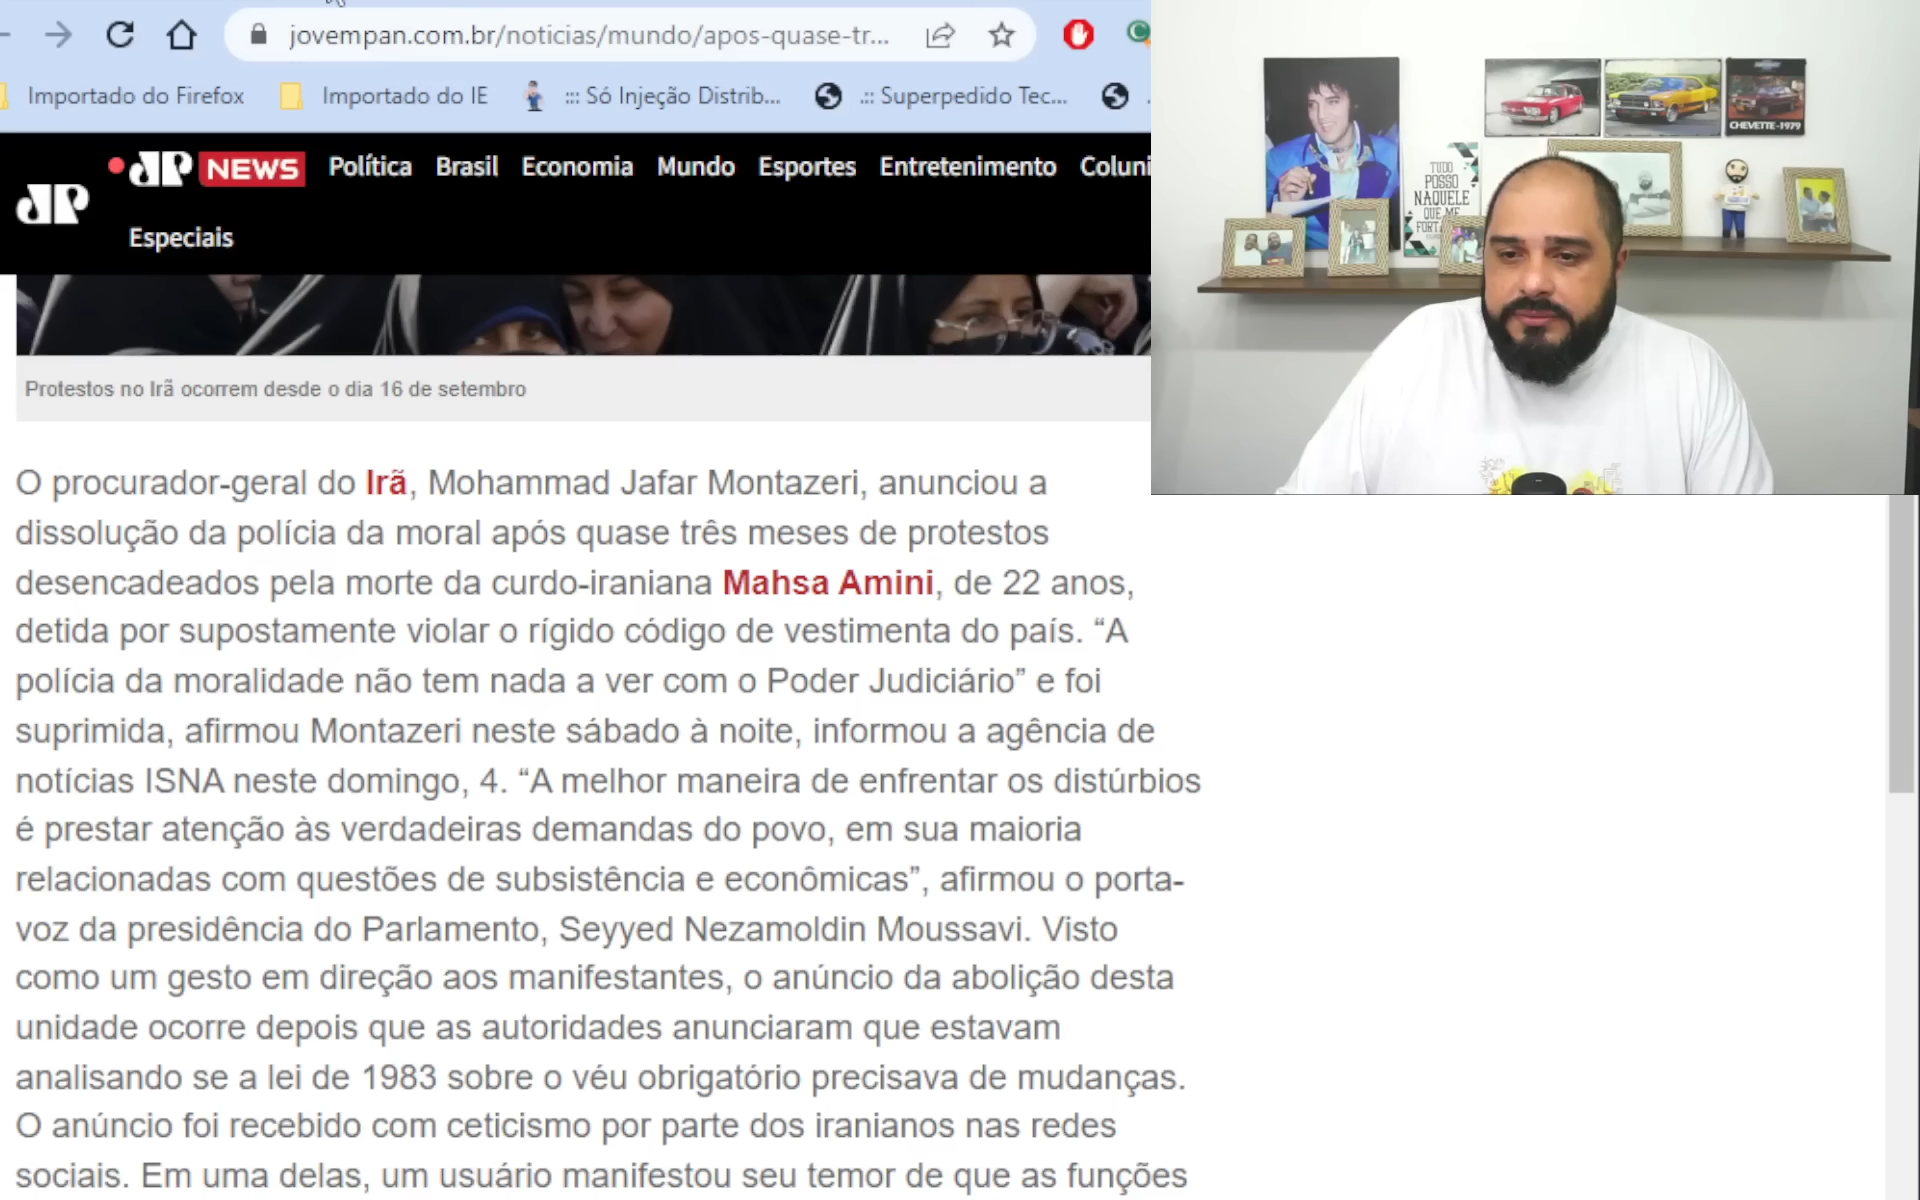 jovempan.com.br/noticias/mundo/apos-quase-tr...
Importado do Firefox
Importado do IE
::: Só Injeção Distrib...
.:: Superpedido Tec...
JP
JP NEWS
Política
Brasil
Economia
Mundo
Esportes
Entretenimento
Coluni
Especiais
Protestos no Irã ocorrem desde o dia 16 de setembro
O procurador-geral do Irã, Mohammad Jafar Montazeri, anunciou a
dissolução da polícia da moral após quase três meses de protestos
desencadeados pela morte da curdo-iraniana Mahsa Amini, de 22 anos,
detida por supostamente violar o rígido código de vestimenta do país. “A
polícia da moralidade não tem nada a ver com o Poder Judiciário” e foi
suprimida, afirmou Montazeri neste sábado à noite, informou a agência de
notícias ISNA neste domingo, 4. “A melhor maneira de enfrentar os distúrbios
é prestar atenção às verdadeiras demandas do povo, em sua maioria
relacionadas com questões de subsistência e econômicas”, afirmou o porta-
voz da presidência do Parlamento, Seyyed Nezamoldin Moussavi. Visto
como um gesto em direção aos manifestantes, o anúncio da abolição desta
unidade ocorre depois que as autoridades anunciaram que estavam
analisando se a lei de 1983 sobre o véu obrigatório precisava de mudanças.
O anúncio foi recebido com ceticismo por parte dos iranianos nas redes
sociais. Em uma delas, um usuário manifestou seu temor de que as funções
CHEVETTE-1979
TUDO
POSSO
NAQUELE
QUE ME